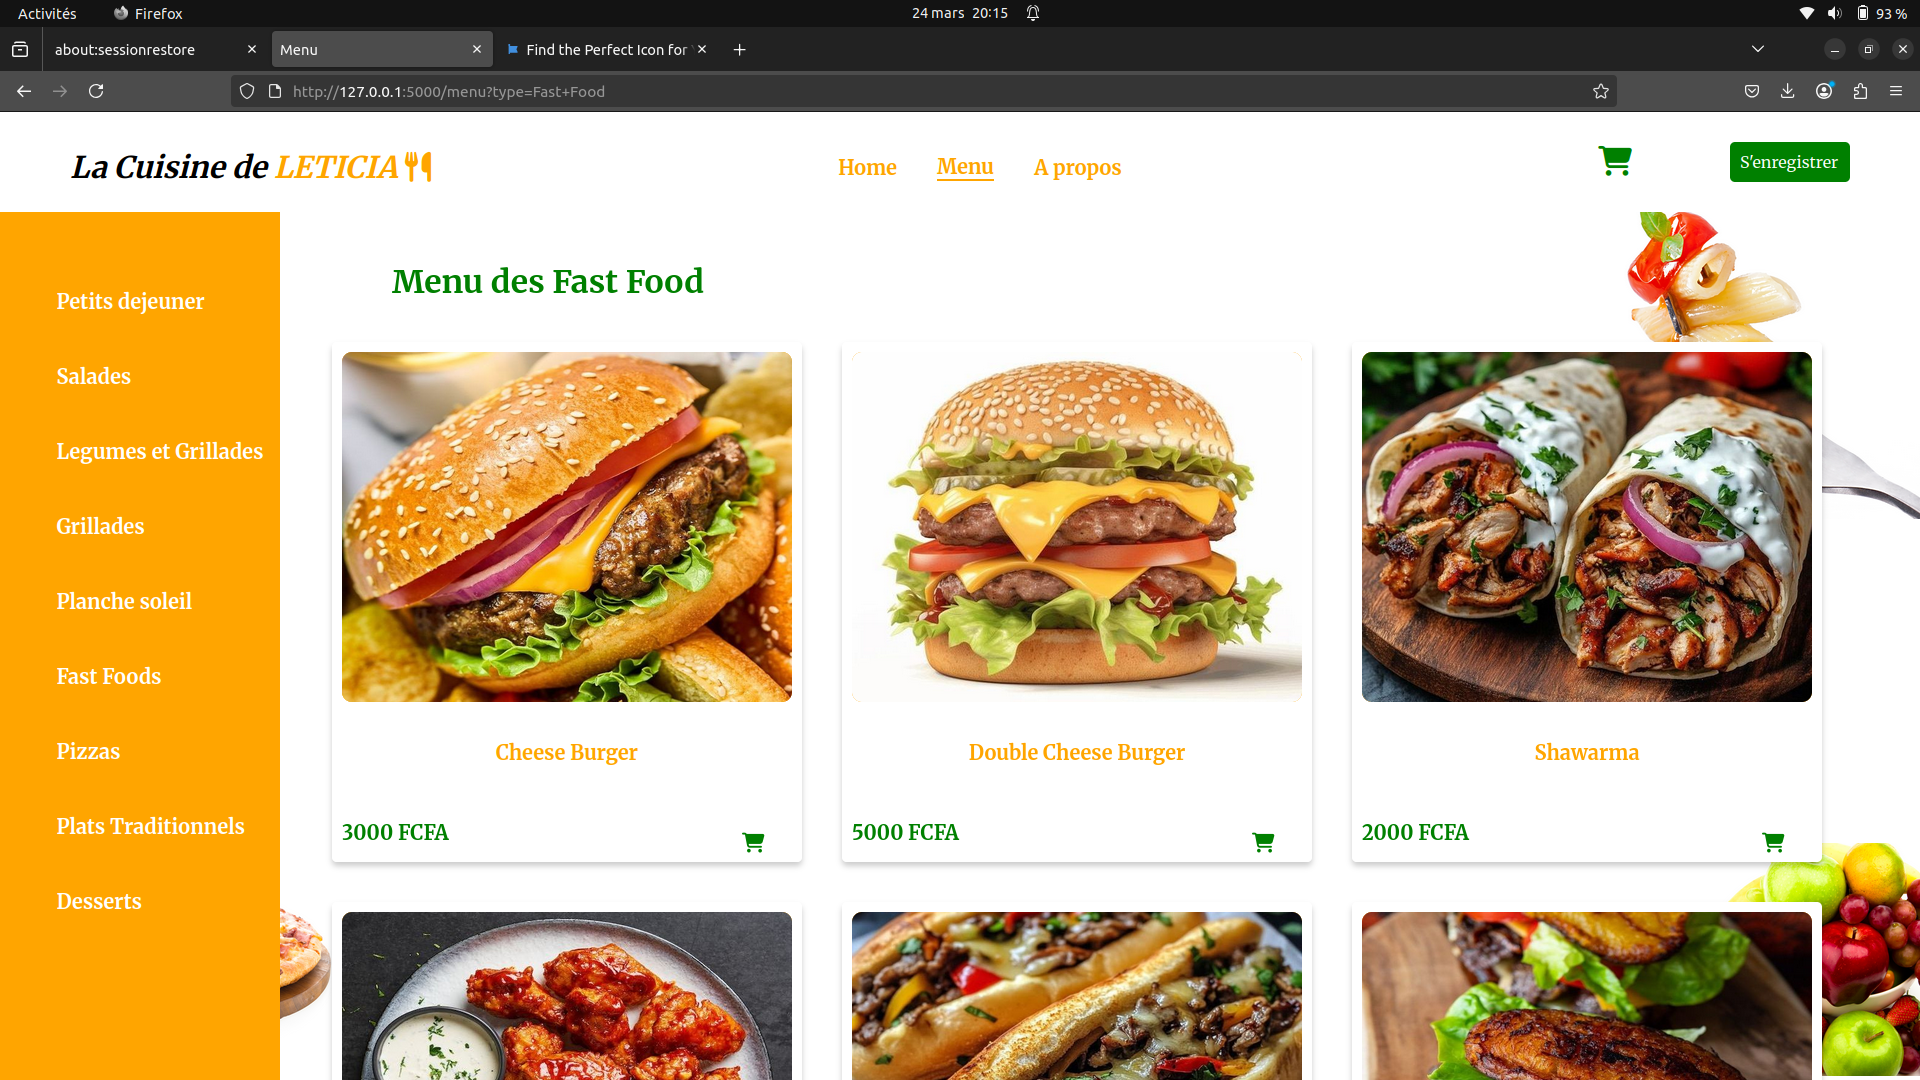 Activités Firefox 24 mars 20:15 93 %
about:sessionrestore Menu Find the Perfect Icon for
http://127.0.0.1:5000/menu?type=Fast+Food
La Cuisine de LETICIA Home Menu A propos S'enregistrer
Menu des Fast Food
Petits dejeuner
Salades
Legumes et Grillades
Grillades
Planche soleil
Fast Foods
Pizzas
Plats Traditionnels
Desserts
Cheese Burger Double Cheese Burger Shawarma
3000 FCFA 5000 FCFA 2000 FCFA